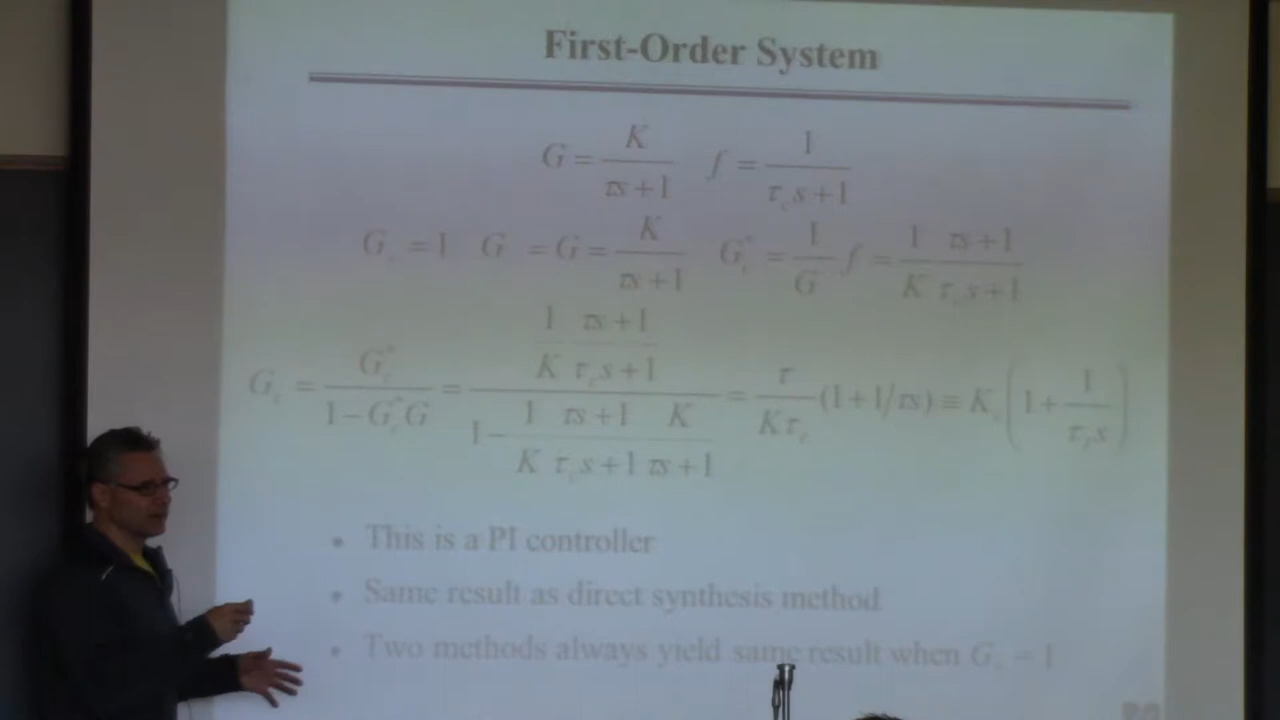 First-Order System
G = K / τs+1   f = 1 / τ_c s+1
G = 1   G = G = K / τs+1   G_c^* = 1/G f = 1/K τs+1 / τ_c s+1
G_c = G_c^* / 1−G_c^*G = (1/K τs+1 / τ_c s+1) / (1− 1/K τs+1 / τ_c s+1 K / τs+1) = τ / Kτ_c (1+1/τs) ≡ K_c (1+ 1 / τ_I s)
• This is a PI controller
• Same result as direct synthesis method
• Two methods always yield same result when G = 1